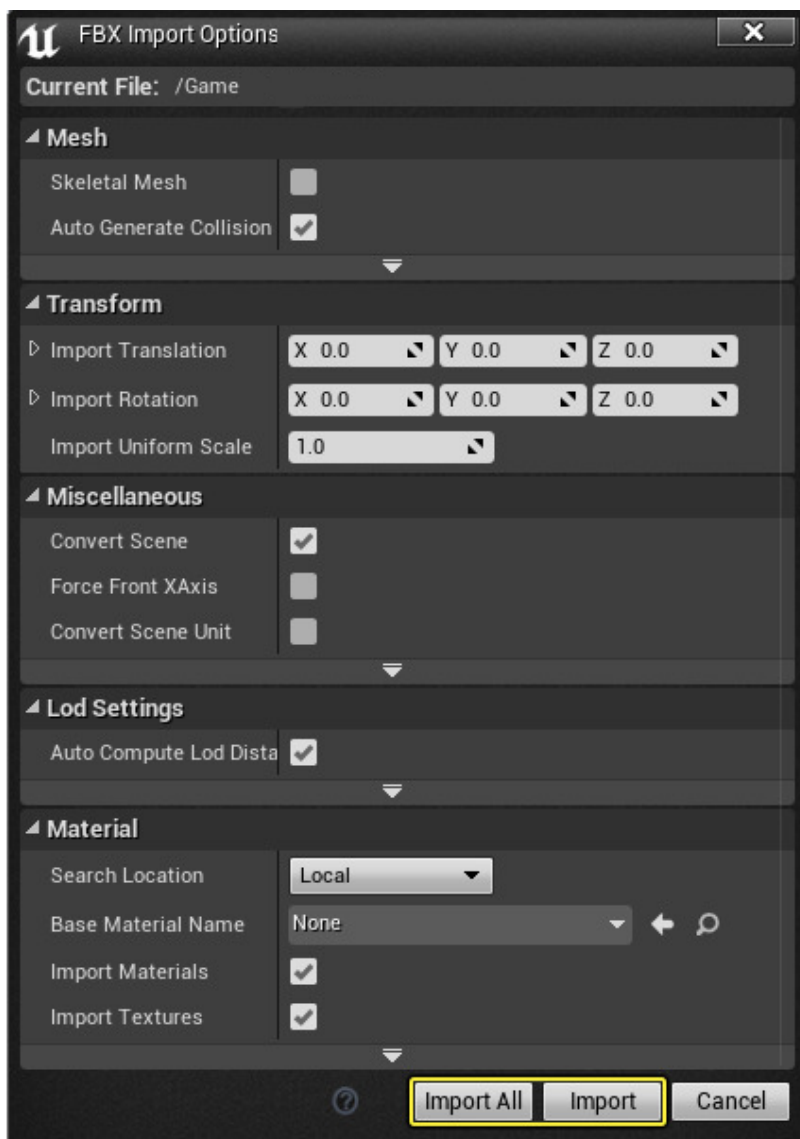 FBX Import Options
Current File: /Game
Mesh
Skeletal Mesh
Auto Generate Collision
Transform
Import Translation X 0.0 Y 0.0 Z 0.0
Import Rotation X 0.0 Y 0.0 Z 0.0
Import Uniform Scale 1.0
Miscellaneous
Convert Scene
Force Front XAxis
Convert Scene Unit
Lod Settings
Auto Compute Lod Dista
Material
Search Location Local
Base Material Name None
Import Materials
Import Textures
? Import All Import Cancel